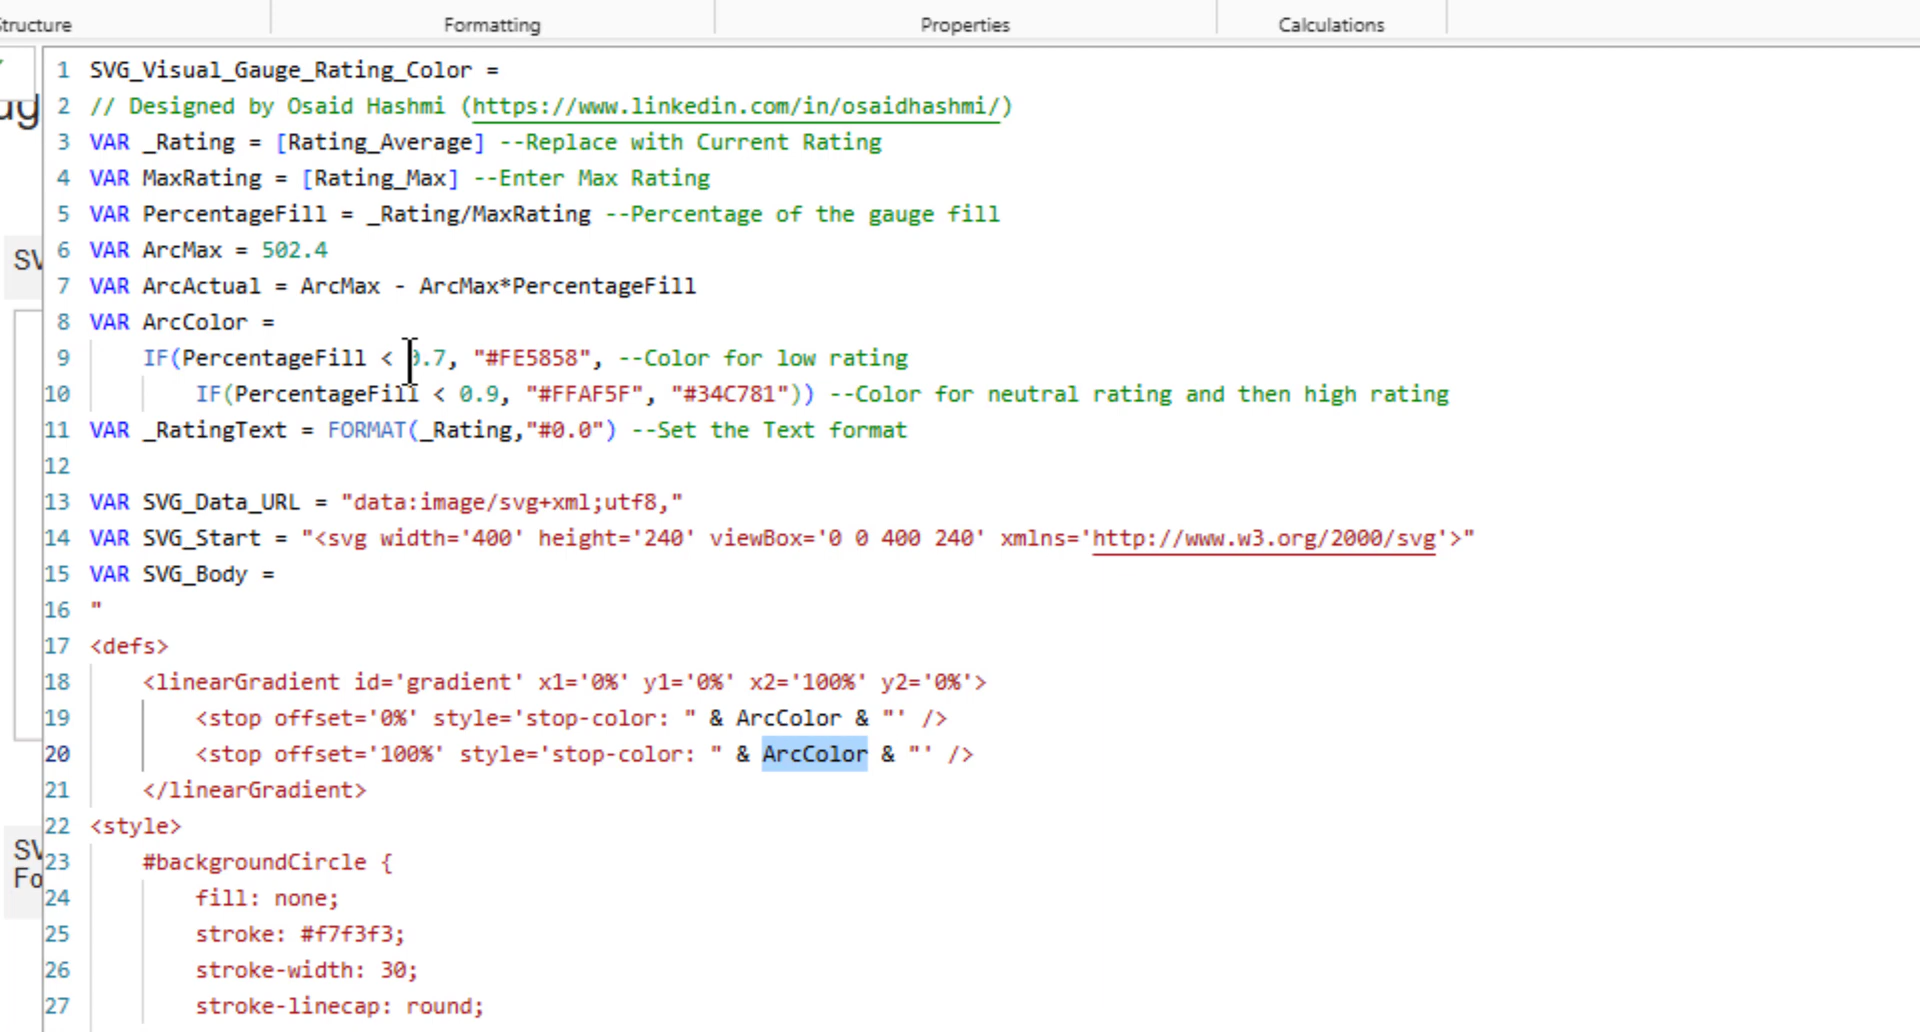 Structure Formatting Properties Calculations
1 SVG_Visual_Gauge_Rating_Color =
2 // Designed by Osaid Hashmi (https://www.linkedin.com/in/osaidhashmi/)
3 VAR _Rating = [Rating_Average] --Replace with Current Rating
4 VAR MaxRating = [Rating_Max] --Enter Max Rating
5 VAR PercentageFill = _Rating/MaxRating --Percentage of the gauge fill
6 VAR ArcMax = 502.4
7 VAR ArcActual = ArcMax - ArcMax*PercentageFill
8 VAR ArcColor =
9 IF(PercentageFill < 0.7, "#FE5858", --Color for low rating
10 IF(PercentageFill < 0.9, "#FFAF5F", "#34C781")) --Color for neutral rating and then high rating
11 VAR _RatingText = FORMAT(_Rating,"#0.0") --Set the Text format
12
13 VAR SVG_Data_URL = "data:image/svg+xml;utf8,"
14 VAR SVG_Start = "<svg width='400' height='240' viewBox='0 0 400 240' xmlns='http://www.w3.org/2000/svg'>"
15 VAR SVG_Body =
16 "
17 <defs>
18 <linearGradient id='gradient' x1='0%' y1='0%' x2='100%' y2='0%'>
19 <stop offset='0%' style='stop-color: " & ArcColor & "' />
20 <stop offset='100%' style='stop-color: " & ArcColor & "' />
21 </linearGradient>
22 <style>
23 #backgroundCircle {
24 fill: none;
25 stroke: #f7f3f3;
26 stroke-width: 30;
27 stroke-linecap: round;